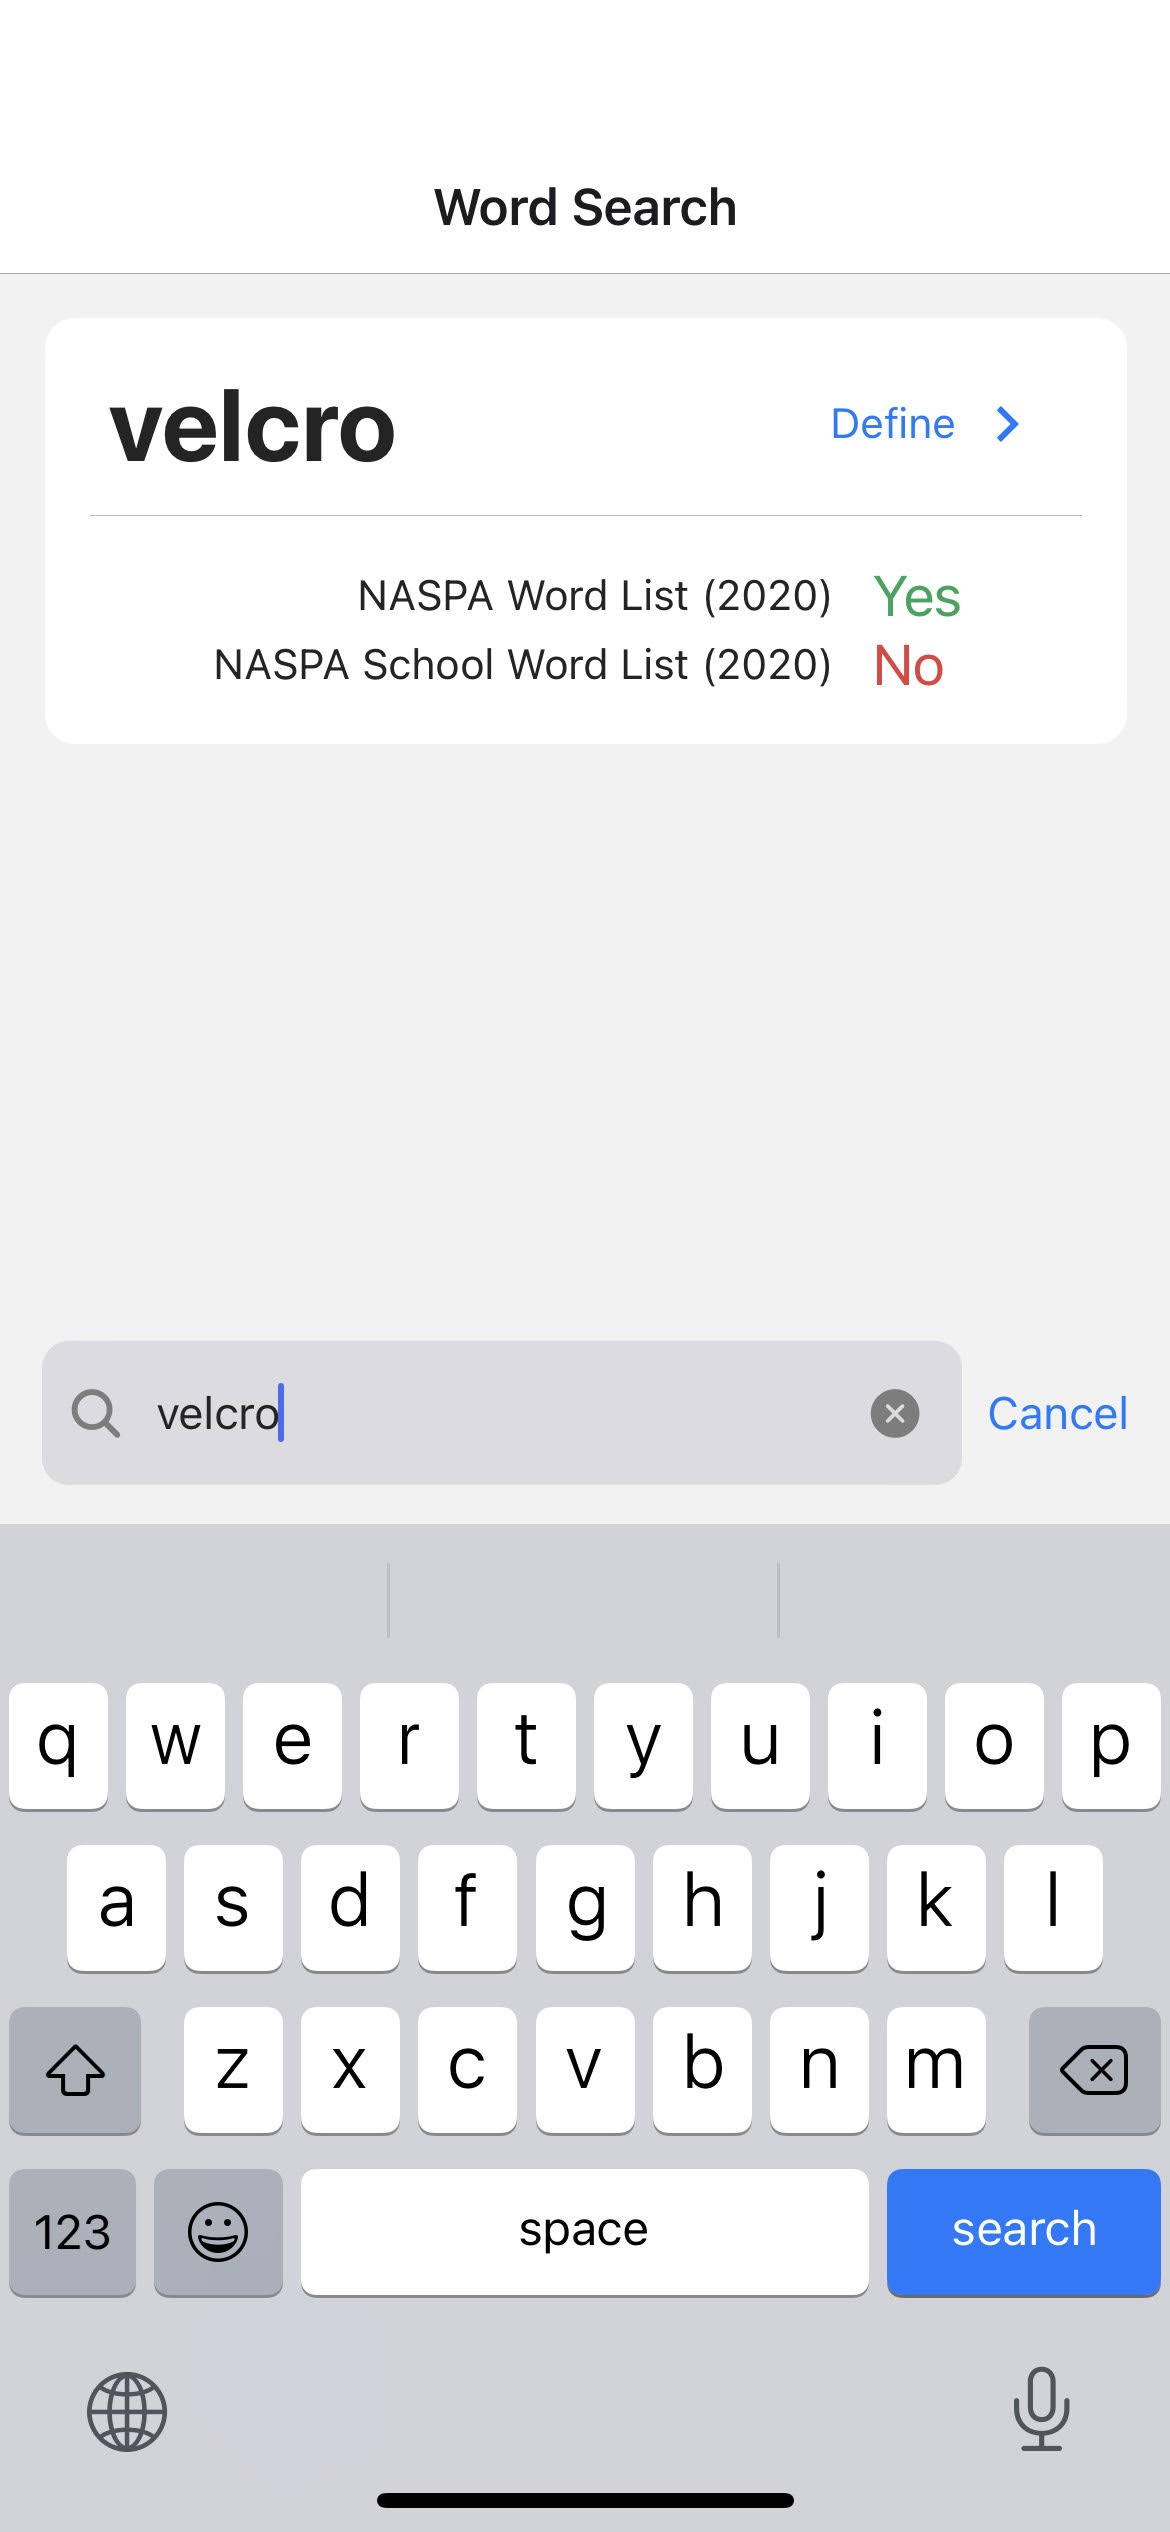 Word Search
velcro Define
NASPA Word List (2020) Yes
NASPA School Word List (2020) No
velcro Cancel
q w e r t y u i o p
a s d f g h j k l
z x c v b n m
123 space search